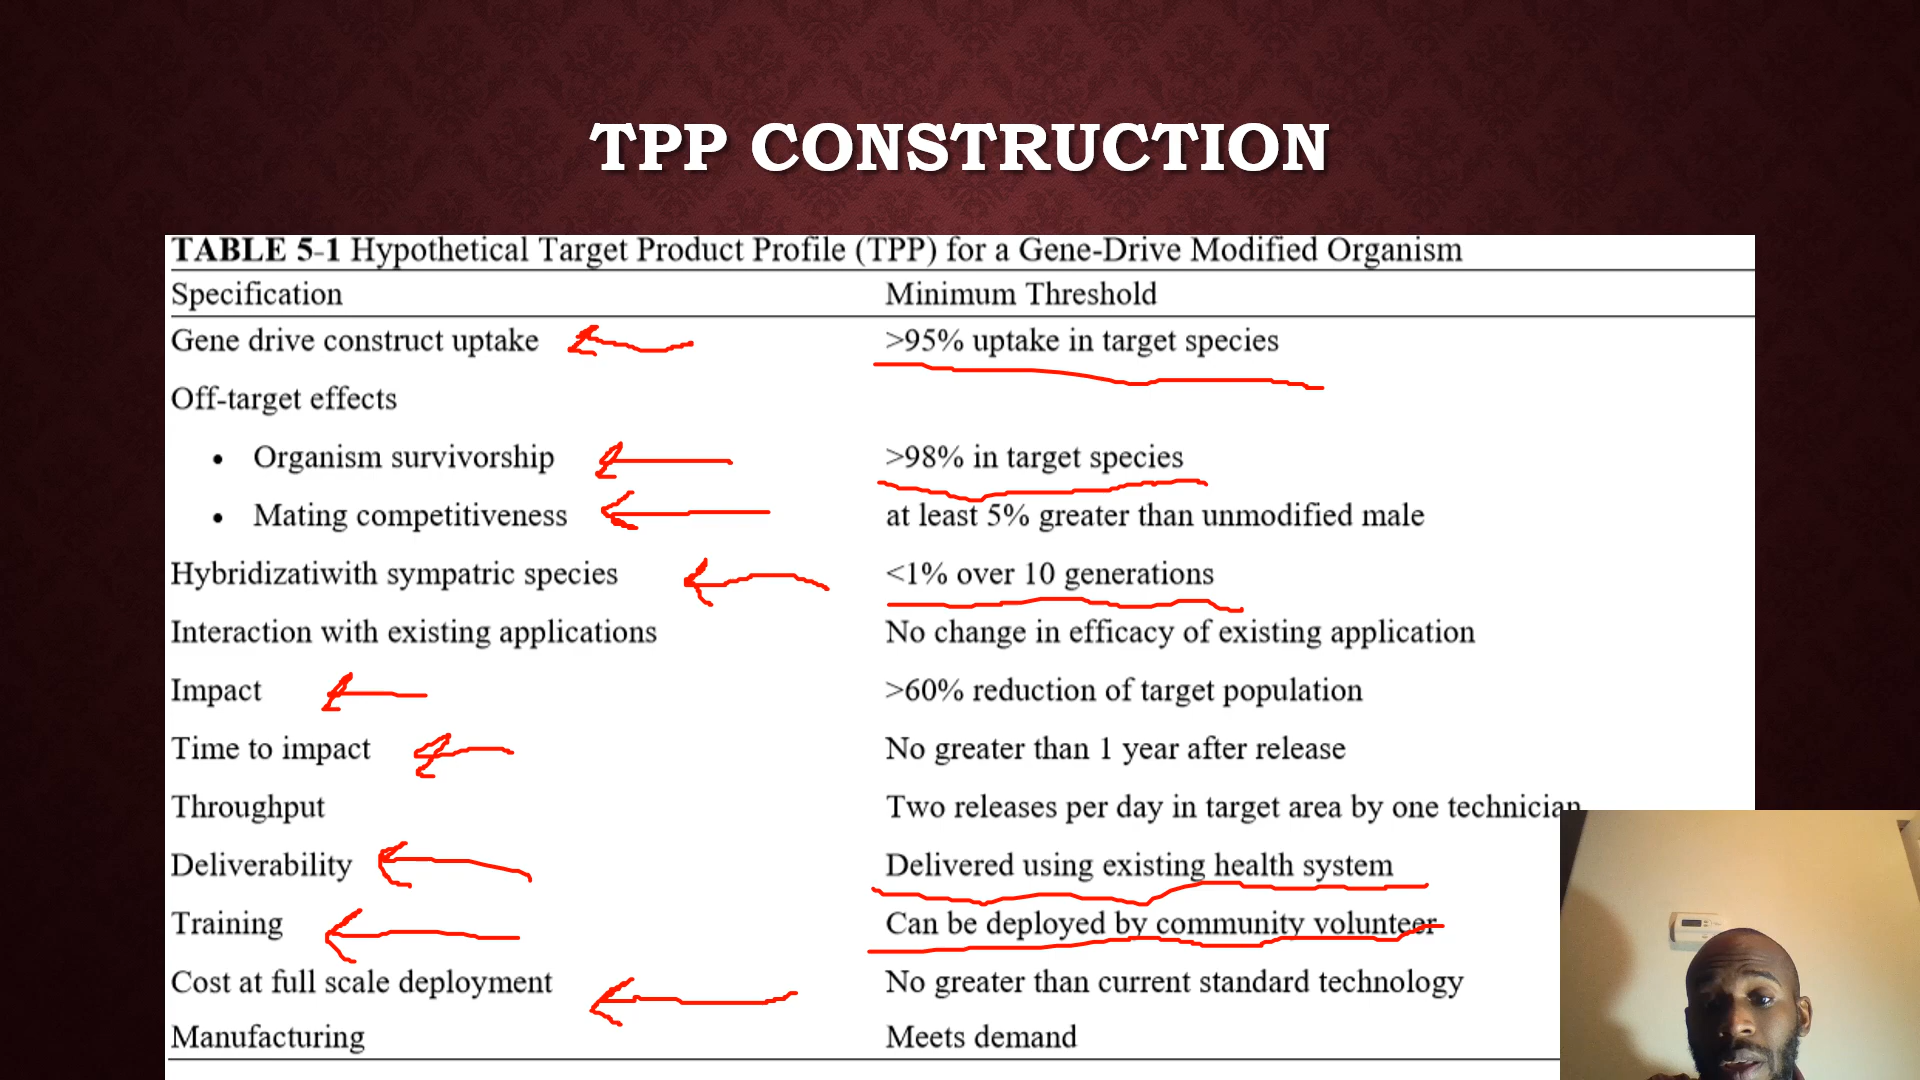 TPP CONSTRUCTION
TABLE 5-1 Hypothetical Target Product Profile (TPP) for a Gene-Drive Modified Organism
Specification Minimum Threshold
Gene drive construct uptake >95% uptake in target species
Off-target effects
• Organism survivorship >98% in target species
• Mating competitiveness at least 5% greater than unmodified male
Hybridizatiwith sympatric species <1% over 10 generations
Interaction with existing applications No change in efficacy of existing application
Impact >60% reduction of target population
Time to impact No greater than 1 year after release
Throughput Two releases per day in target area by one technician
Deliverability Delivered using existing health system
Training Can be deployed by community volunteer
Cost at full scale deployment No greater than current standard technology
Manufacturing Meets demand